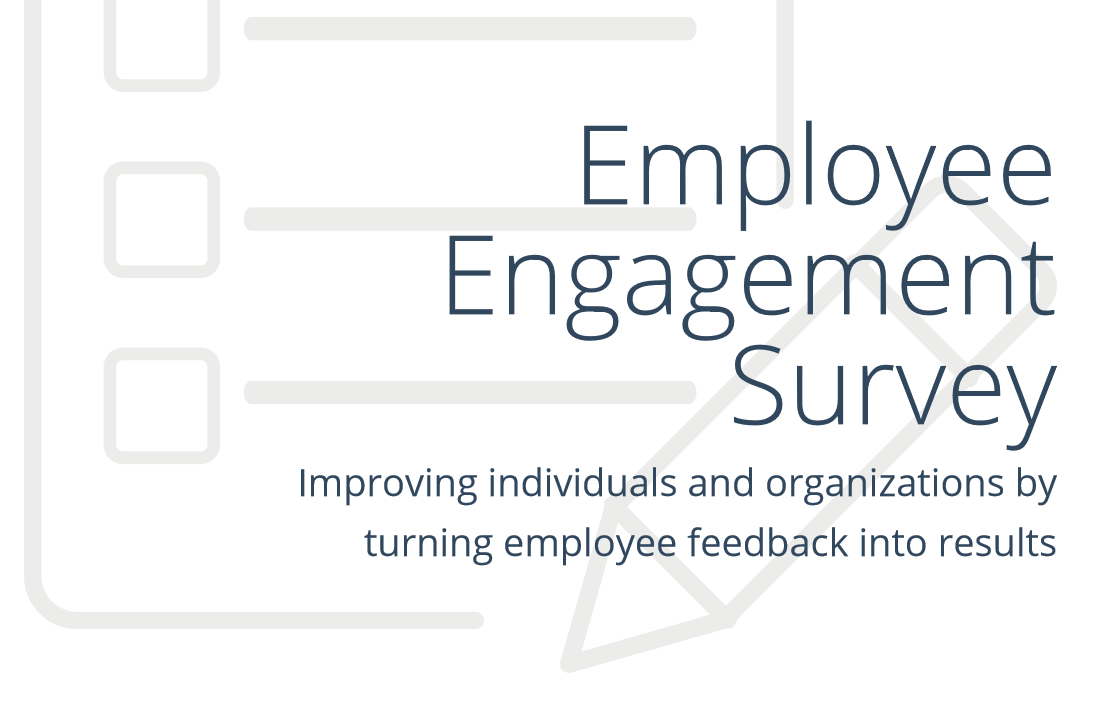 Employee
Engagement
Survey
Improving individuals and organizations by
turning employee feedback into results